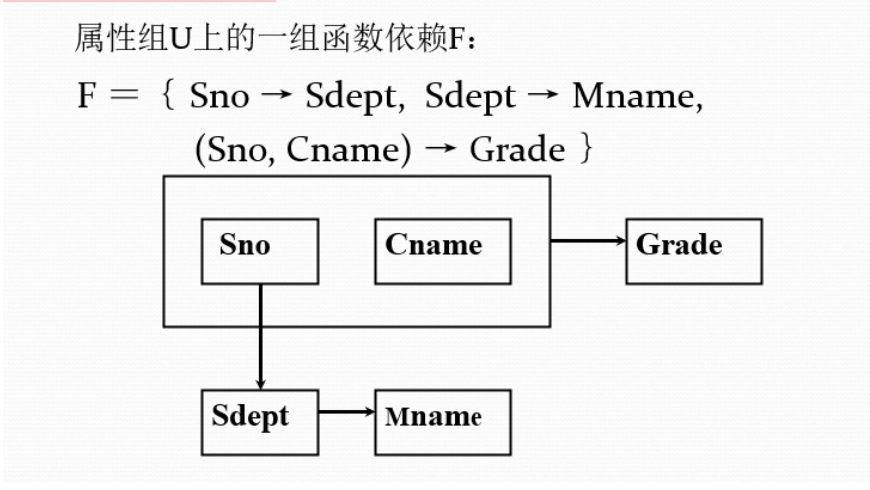 属性组U上的一组函数依赖F：
F ＝ { Sno → Sdept, Sdept → Mname,
(Sno, Cname) → Grade }
Sno Cname Grade
Sdept Mname